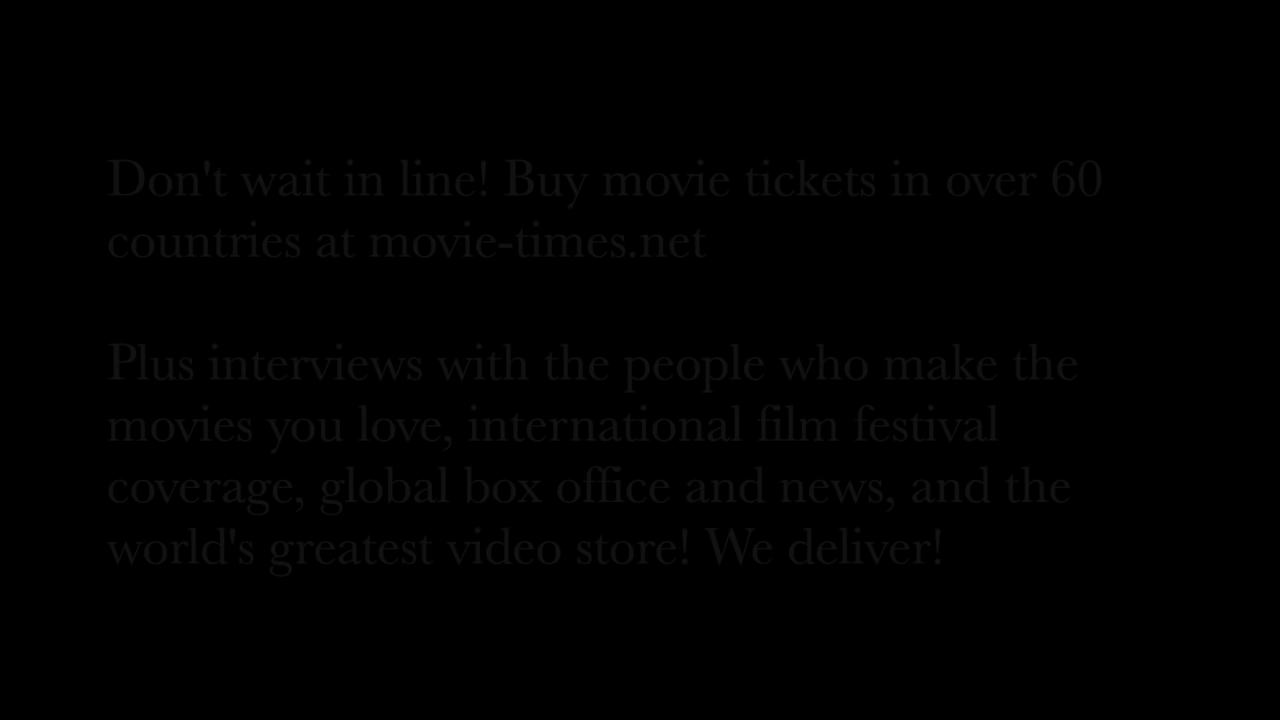 Don't wait in line! Buy movie tickets in over 60
countries at movie-times.net
Plus interviews with the people who make the
movies you love, international film festival
coverage, global box office and news, and the
world's greatest video store! We deliver!